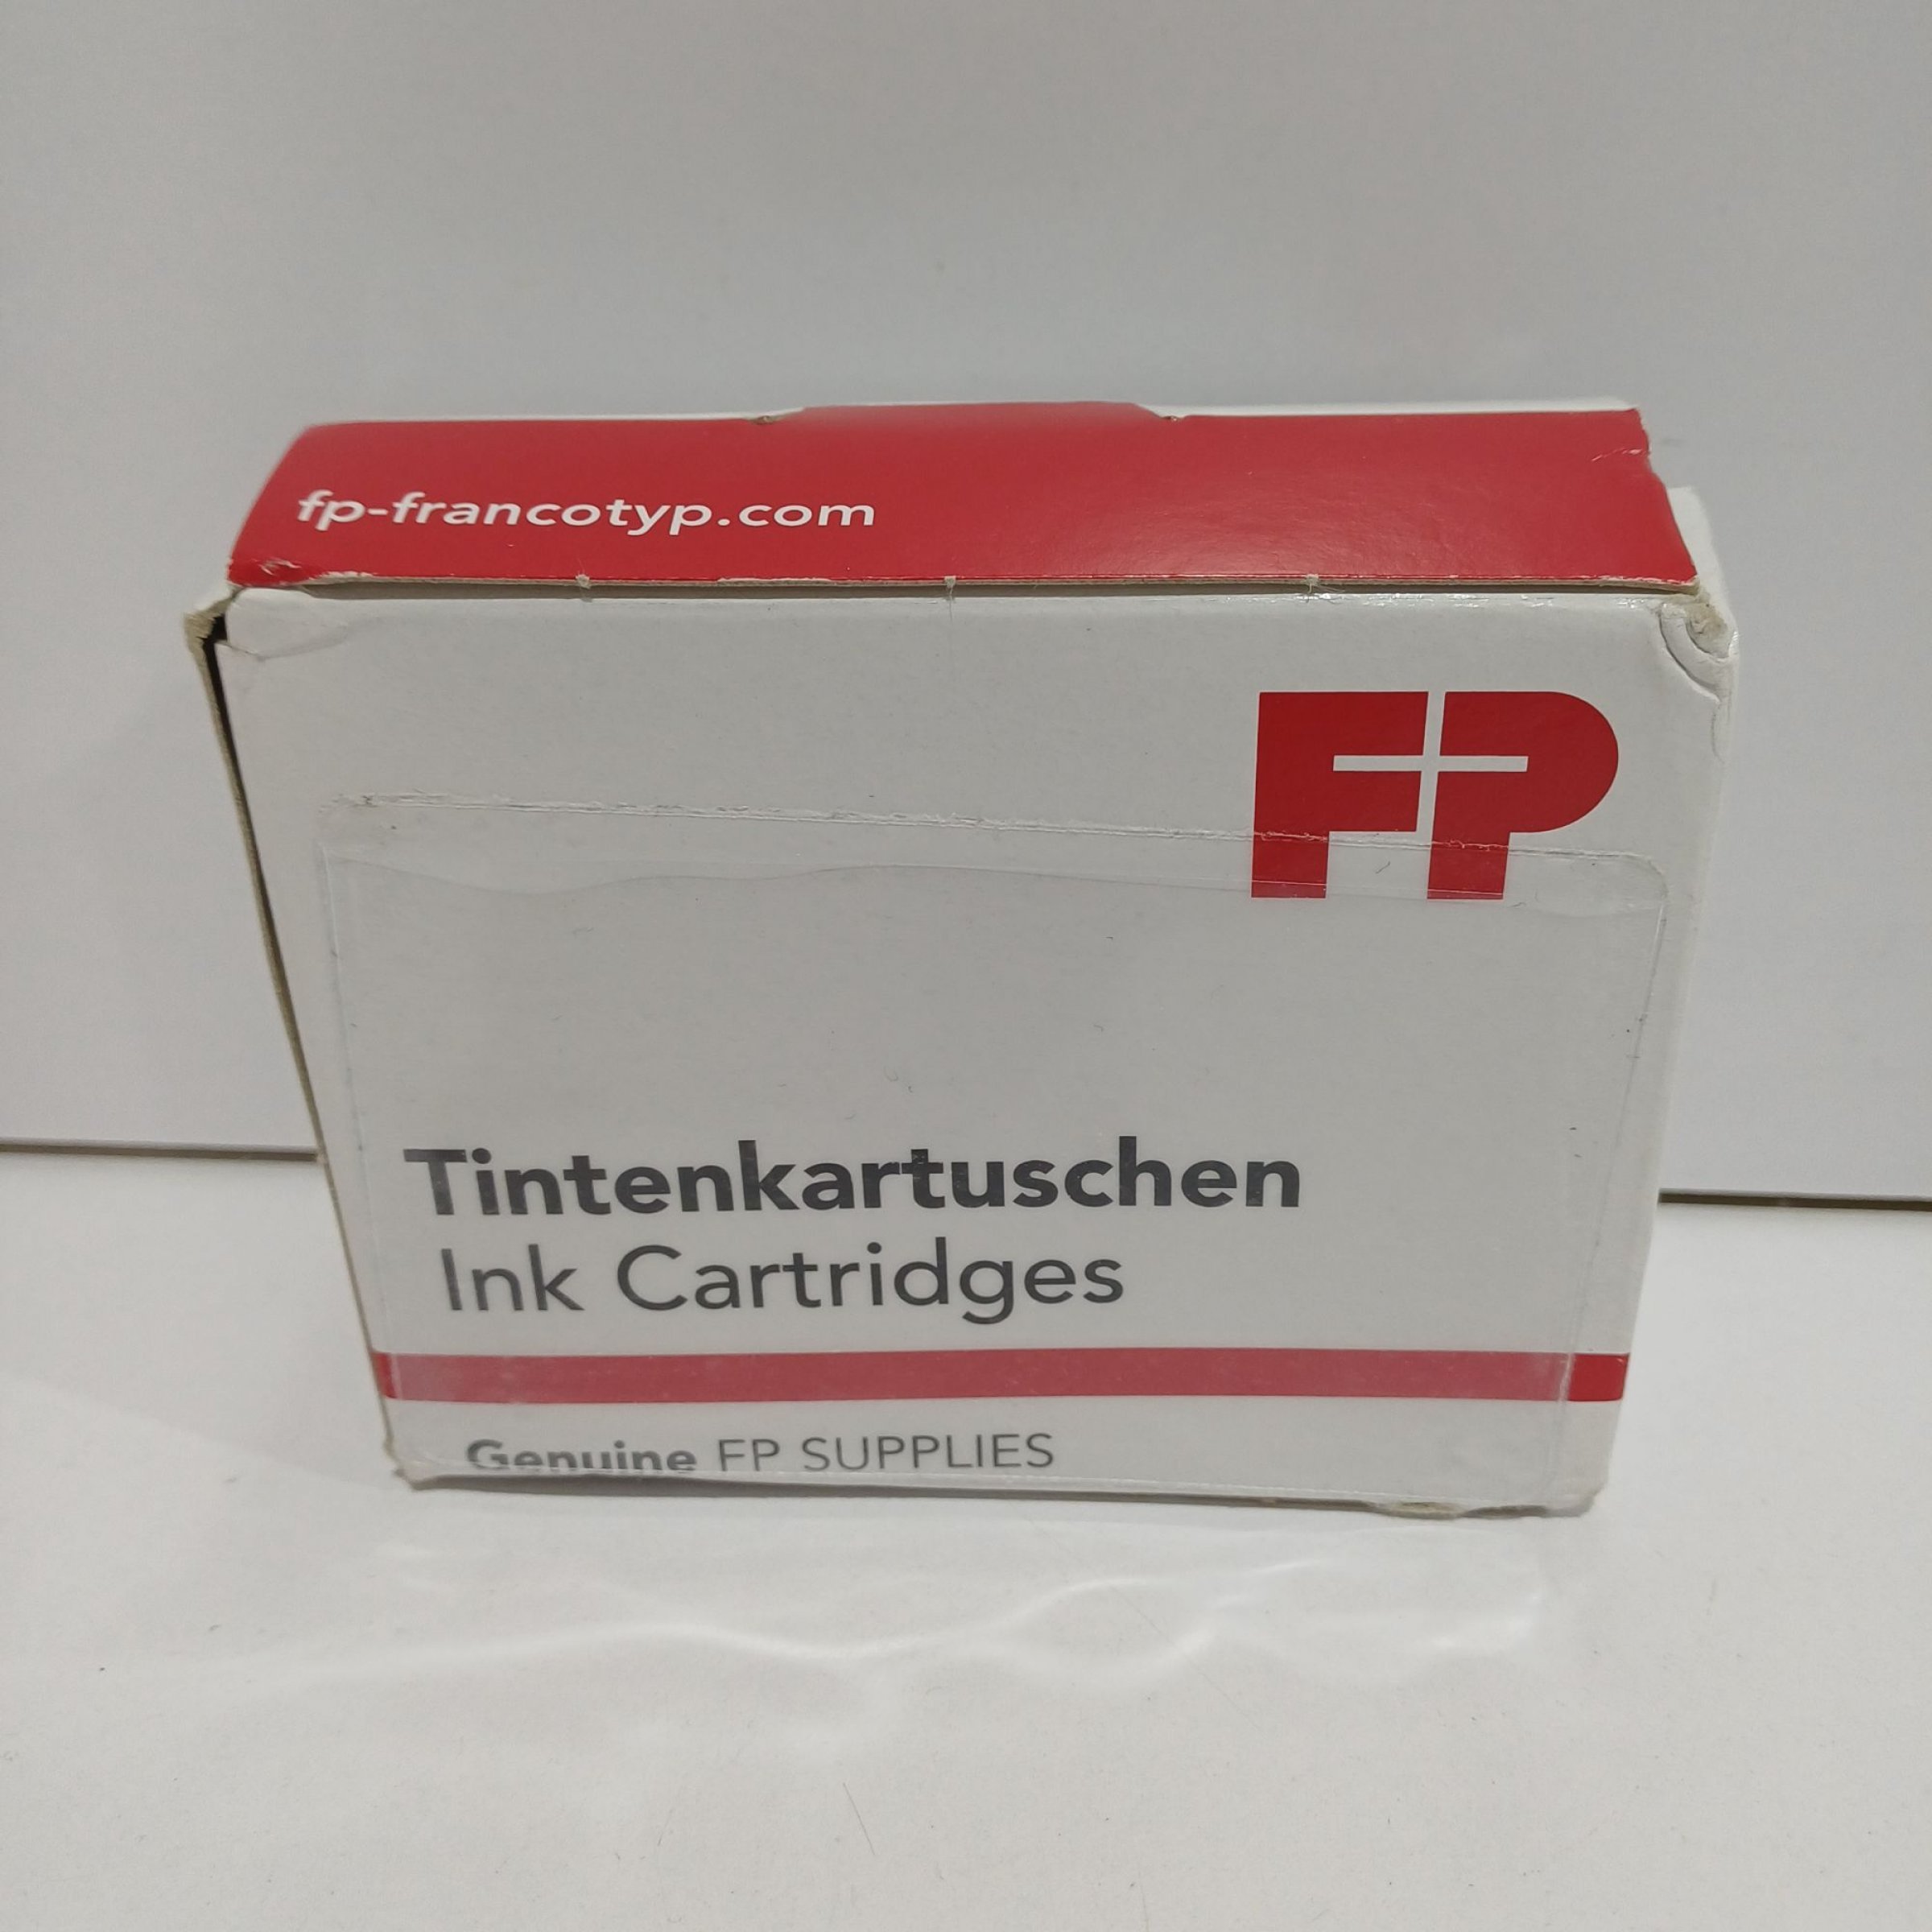 fp-francotyp.com
FP
Tintenkartuschen
Ink Cartridges
Genuine FP SUPPLIES